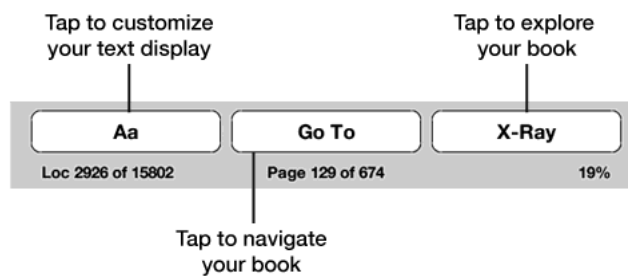 Tap to customize
your text display
Tap to explore
your book
Aa
Go To
X-Ray
Loc 2926 of 15802
Page 129 of 674
19%
Tap to navigate
your book